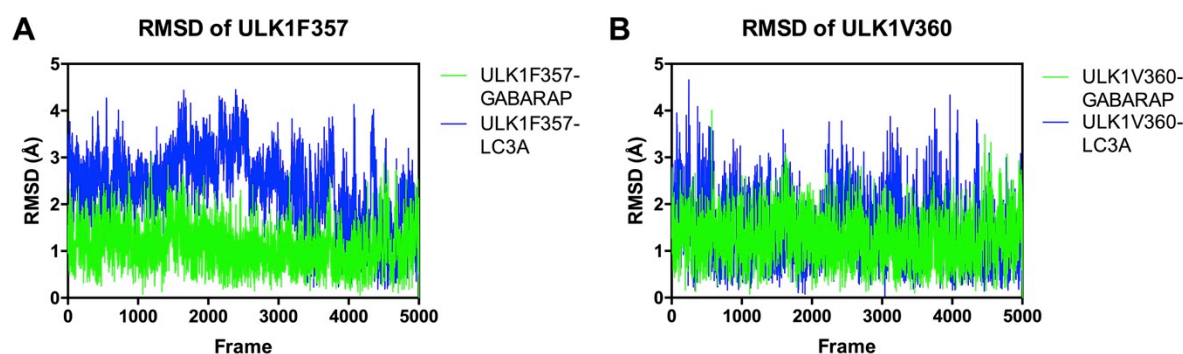 A
RMSD of ULK1F357
RMSD (Å)
5
4
3
2
1
0
0 1000 2000 3000 4000 5000
Frame
ULK1F357-
GABARAP
ULK1F357-
LC3A
B
RMSD of ULK1V360
RMSD (Å)
5
4
3
2
1
0
0 1000 2000 3000 4000 5000
Frame
ULK1V360-
GABARAP
ULK1V360-
LC3A